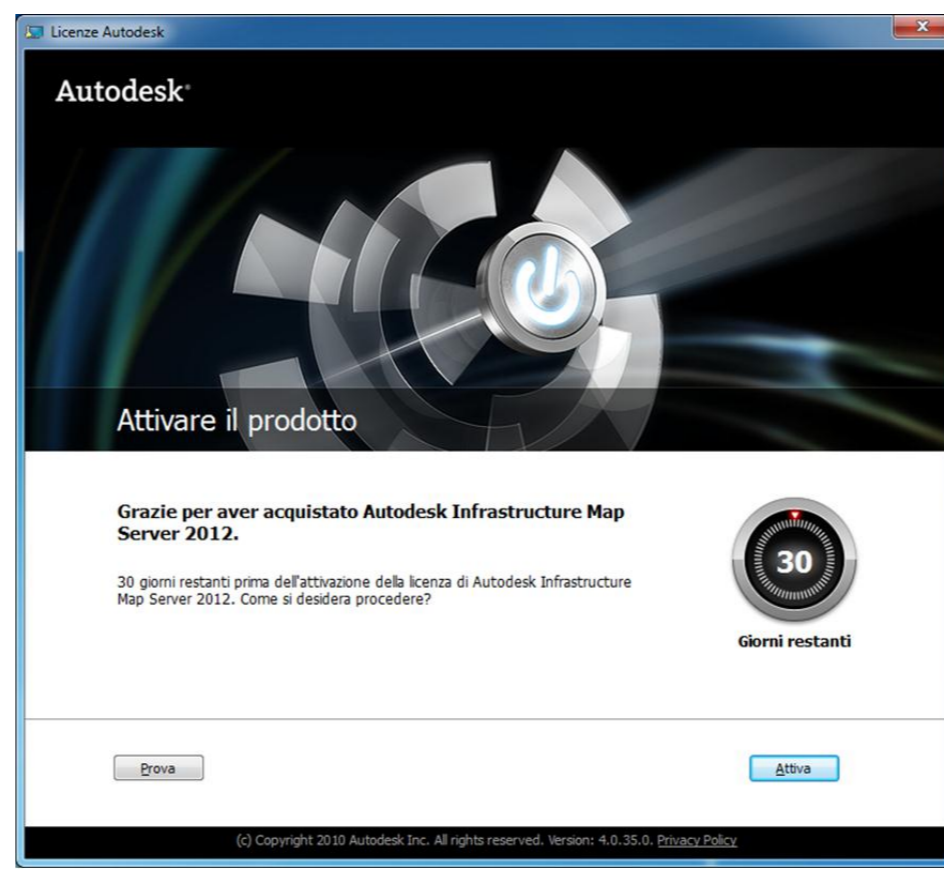 Licenze Autodesk
Autodesk®
Attivare il prodotto
Grazie per aver acquistato Autodesk Infrastructure Map
Server 2012.
30 giorni restanti prima dell'attivazione della licenza di Autodesk Infrastructure
Map Server 2012. Come si desidera procedere?
30
Giorni restanti
Prova
Attiva
(c) Copyright 2010 Autodesk Inc. All rights reserved. Version: 4.0.35.0. Privacy Policy